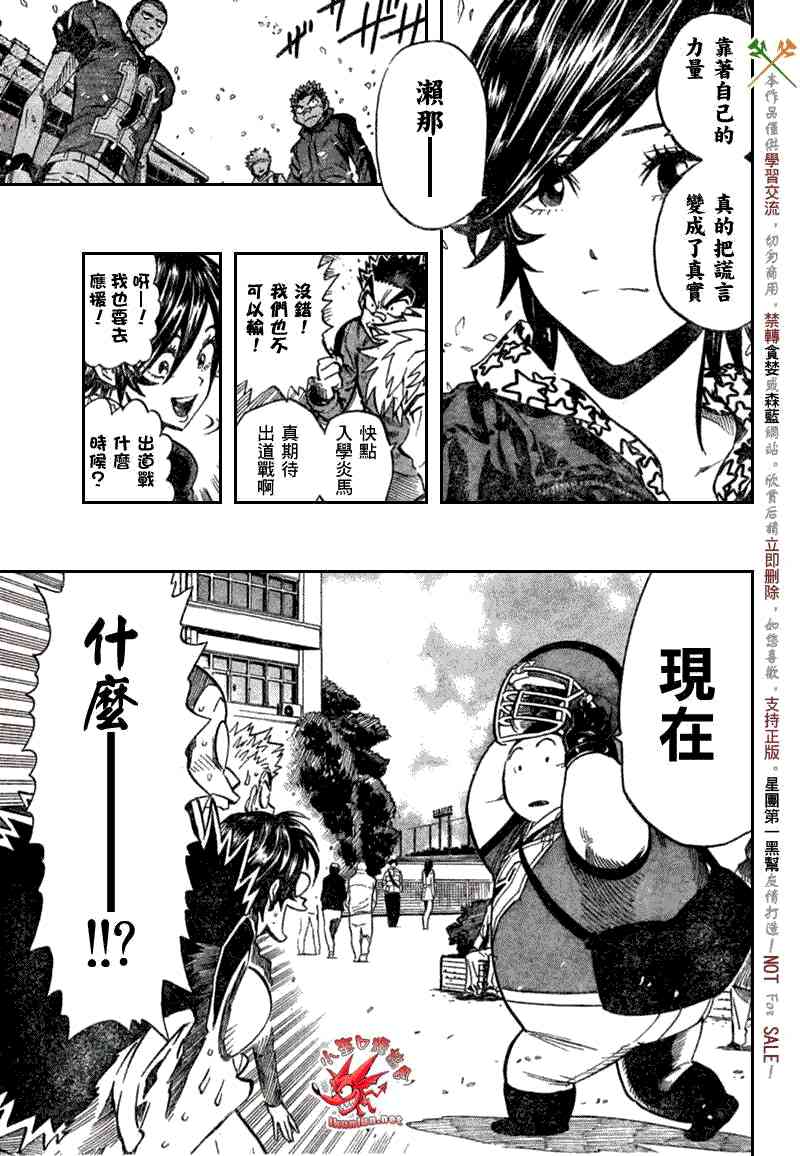 靠著自己的
力量
真的把謊言
變成了真實
瀨那——
沒錯！
我們也不
可以輸！
快點
入學炎馬
真期待
出道戰啊
呀—！
我也要去
應援！
出道戰
什麼
時候？
現在
什麼——!!?
本作品僅供學習交流，切勿商用，禁轉貪婪或森藍網站。欣賞后請立即刪除，如您喜歡，支持正版。星團第一黑幫友情打造—NOT For SALE—